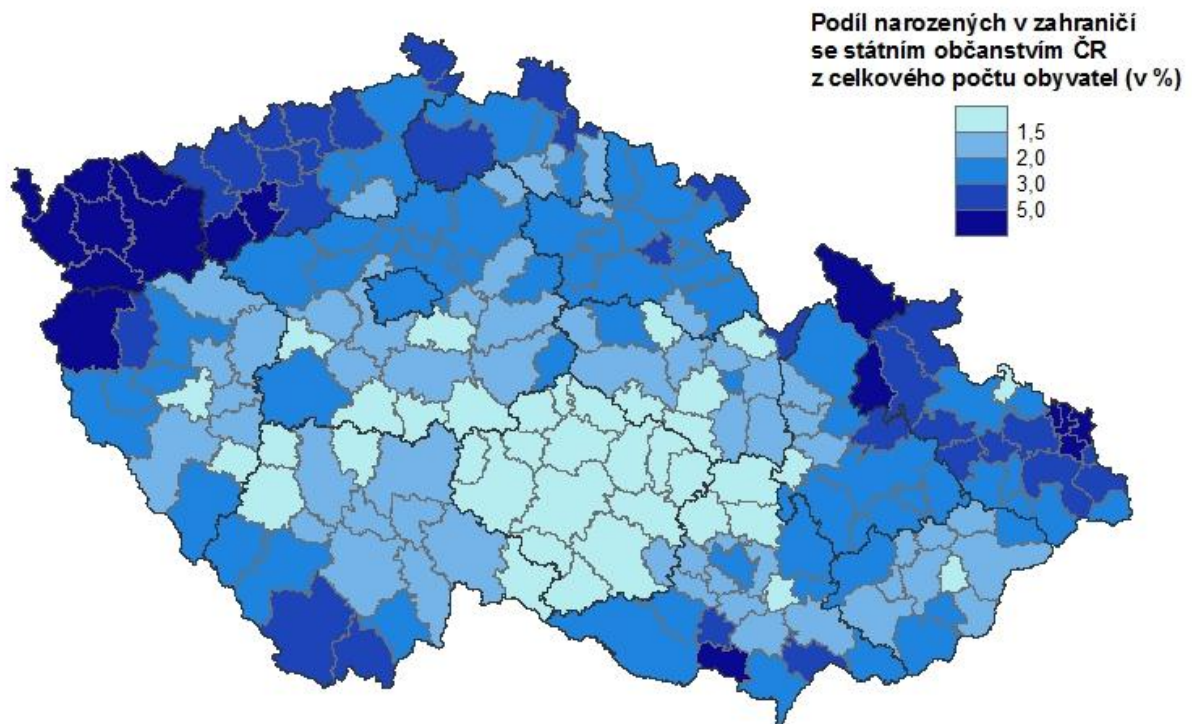 Podíl narozených v zahraničí
se státním občanstvím ČR
z celkového počtu obyvatel (v %)
1,5
2,0
3,0
5,0